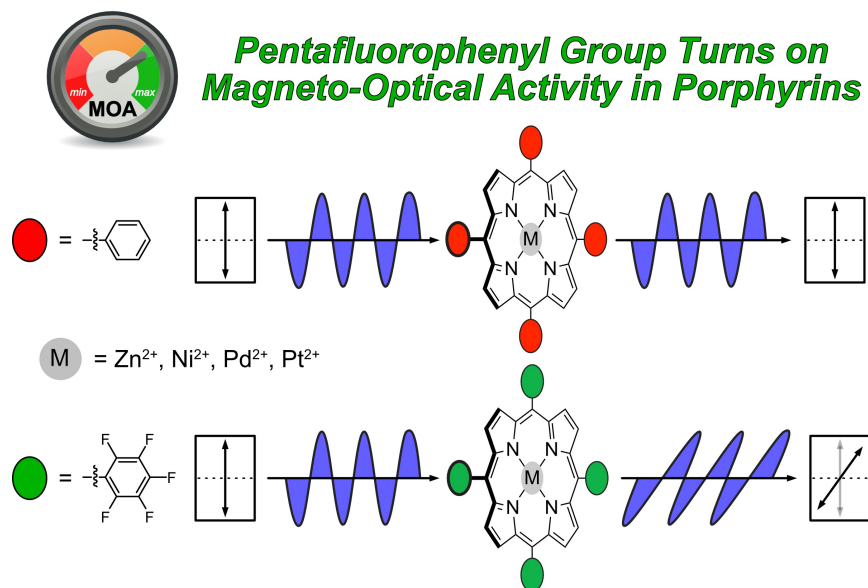 Pentafluorophenyl Group Turns on
Magneto-Optical Activity in Porphyrins
min
max
MOA
=
N
N
M
N
N
M = Zn²⁺, Ni²⁺, Pd²⁺, Pt²⁺
=
F
F
F
F
F
N
N
M
N
N